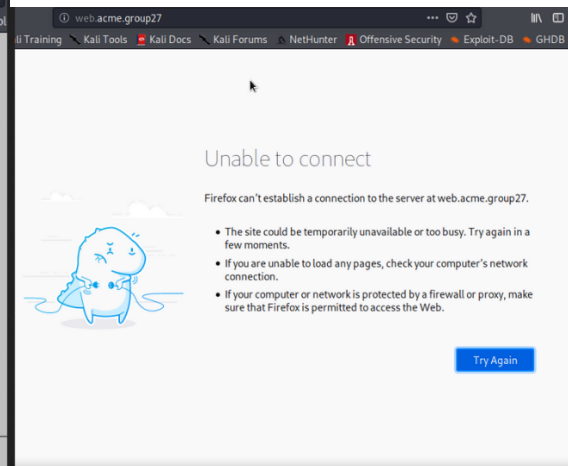 web.acme.group27
Training Kali Tools Kali Docs Kali Forums NetHunter Offensive Security Exploit-DB GHDB
Unable to connect
Firefox can't establish a connection to the server at web.acme.group27.
The site could be temporarily unavailable or too busy. Try again in a
few moments.
If you are unable to load any pages, check your computer's network
connection.
If your computer or network is protected by a firewall or proxy, make
sure that Firefox is permitted to access the Web.
Try Again